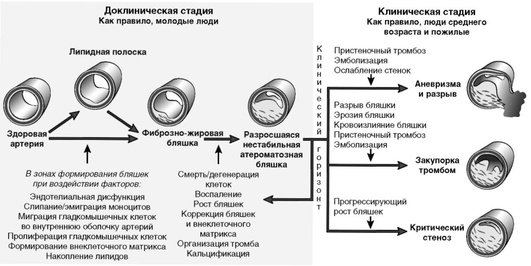 Доклиническая стадия
Как правило, молодые люди
Клиническая стадия
Как правило, люди среднего
возраста и пожилые
Липидная полоска
Здоровая
артерия
Фиброзно-жировая
бляшка
Разросшаяся
нестабильная
атероматозная
бляшка
Клинический горизонт
В зонах формирования бляшек
при воздействии факторов:
Эндотелиальная дисфункция
Слипание/эмиграция моноцитов
Миграция гладкомышечных клеток
во внутреннюю оболочку артерий
Пролиферация гладкомышечных клеток
Формирование внеклеточного матрикса
Накопление липидов
Смерть/дегенерация
клеток
Воспаление
Рост бляшек
Коррекция бляшек
и внеклеточного
матрикса
Организация тромба
Кальцификация
Пристеночный тромбоз
Эмболизация
Ослабление стенок
Аневризма
и разрыв
Разрыв бляшки
Эрозия бляшки
Кровоизлияние бляшки
Пристеночный тромбоз
Эмболизация
Закупорка
тромбом
Прогрессирующий
рост бляшек
Критический
стеноз